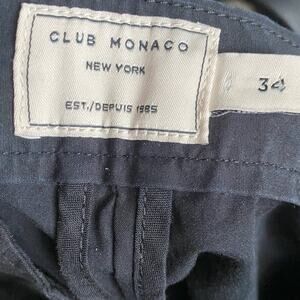 CLUB MONACO
NEW YORK
EST./DEPUIS 1985
34